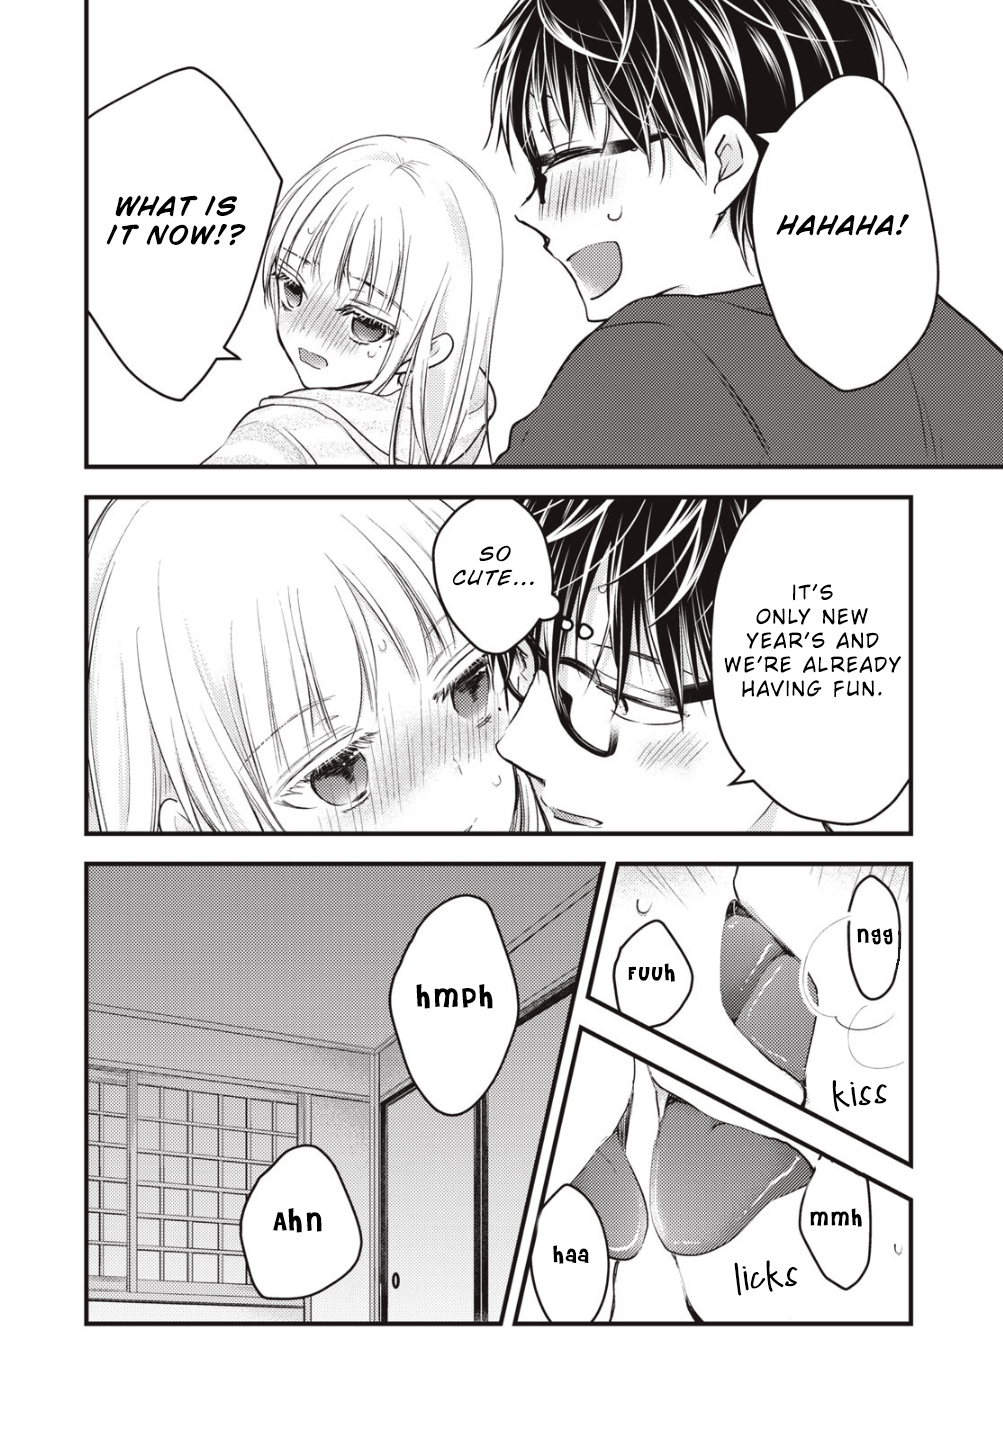 HAHAHA!
WHAT IS
IT NOW!?
IT'S
ONLY NEW
YEAR'S AND
WE'RE ALREADY
HAVING FUN.
SO
CUTE...
ngg
FUUH
kiss
mmh
haa
licks
hmph
Ahn